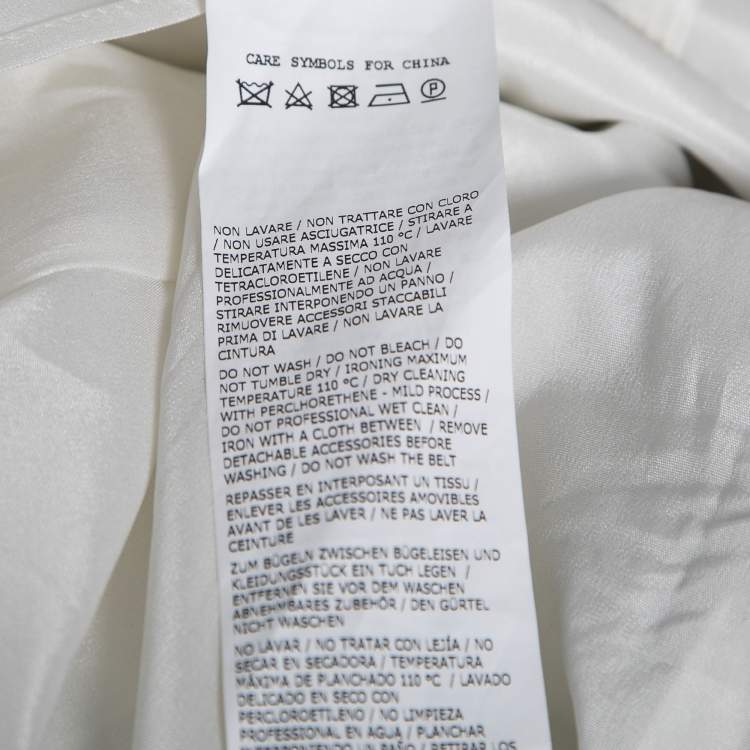 CARE SYMBOLS FOR CHINA
P
NON LAVARE / NON TRATTARE CON CLORO
/ NON USARE ASCIUGATRICE / STIRARE A
TEMPERATURA MASSIMA 110 °C / LAVARE
DELICATAMENTE A SECCO CON
TETRACLOROETILENE / NON LAVARE
PROFESSIONALMENTE AD ACQUA /
STIRARE INTERPONENDO UN PANNO /
RIMUOVERE ACCESSORI STACCABILI
PRIMA DI LAVARE / NON LAVARE LA
CINTURA
DO NOT WASH / DO NOT BLEACH / DO
NOT TUMBLE DRY / IRONING MAXIMUM
TEMPERATURE 110 °C / DRY CLEANING
WITH PERCLHORETHENE - MILD PROCESS /
DO NOT PROFESSIONAL WET CLEAN /
IRON WITH A CLOTH BETWEEN / REMOVE
DETACHABLE ACCESSORIES BEFORE
WASHING / DO NOT WASH THE BELT
REPASSER EN INTERPOSANT UN TISSU /
ENLEVER LES ACCESSOIRES AMOVIBLES
AVANT DE LES LAVER / NE PAS LAVER LA
CEINTURE
ZUM BÜGELN ZWISCHEN BÜGELEISEN UND
KLEIDUNGSSTÜCK EIN TUCH LEGEN /
ENTFERNEN SIE VOR DEM WASCHEN
ABNEHMBARES ZUBEHÖR / DEN GÜRTEL
NICHT WASCHEN
NO LAVAR / NO TRATAR CON LEJÍA / NO
SECAR EN SECADORA / TEMPERATURA
MÁXIMA DE PLANCHADO 110 °C / LAVADO
DELICADO EN SECO CON
PERCLOROETILENO / NO LIMPIEZA
PROFESSIONAL EN AGUA / PLANCHAR
INTERPONIENDO UN PAÑO / RETIRAR LOS